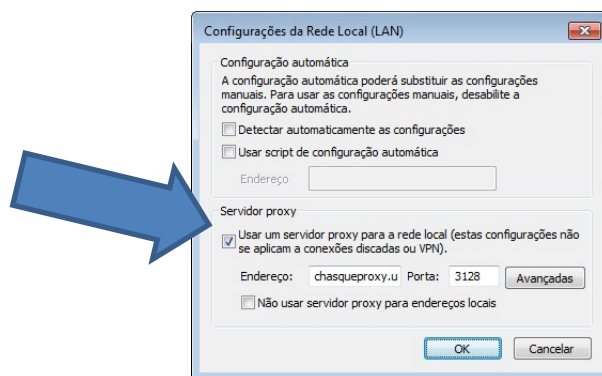 Configurações da Rede Local (LAN)
Configuração automática
A configuração automática poderá substituir as configurações
manuais. Para usar as configurações manuais, desabilite a
configuração automática.
Detectar automaticamente as configurações
Usar script de configuração automática
Endereço
Servidor proxy
Usar um servidor proxy para a rede local (estas configurações não
se aplicam a conexões discadas ou VPN).
Endereço: chasqueproxy.u Porta: 3128 Avançadas
Não usar servidor proxy para endereços locais
OK Cancelar